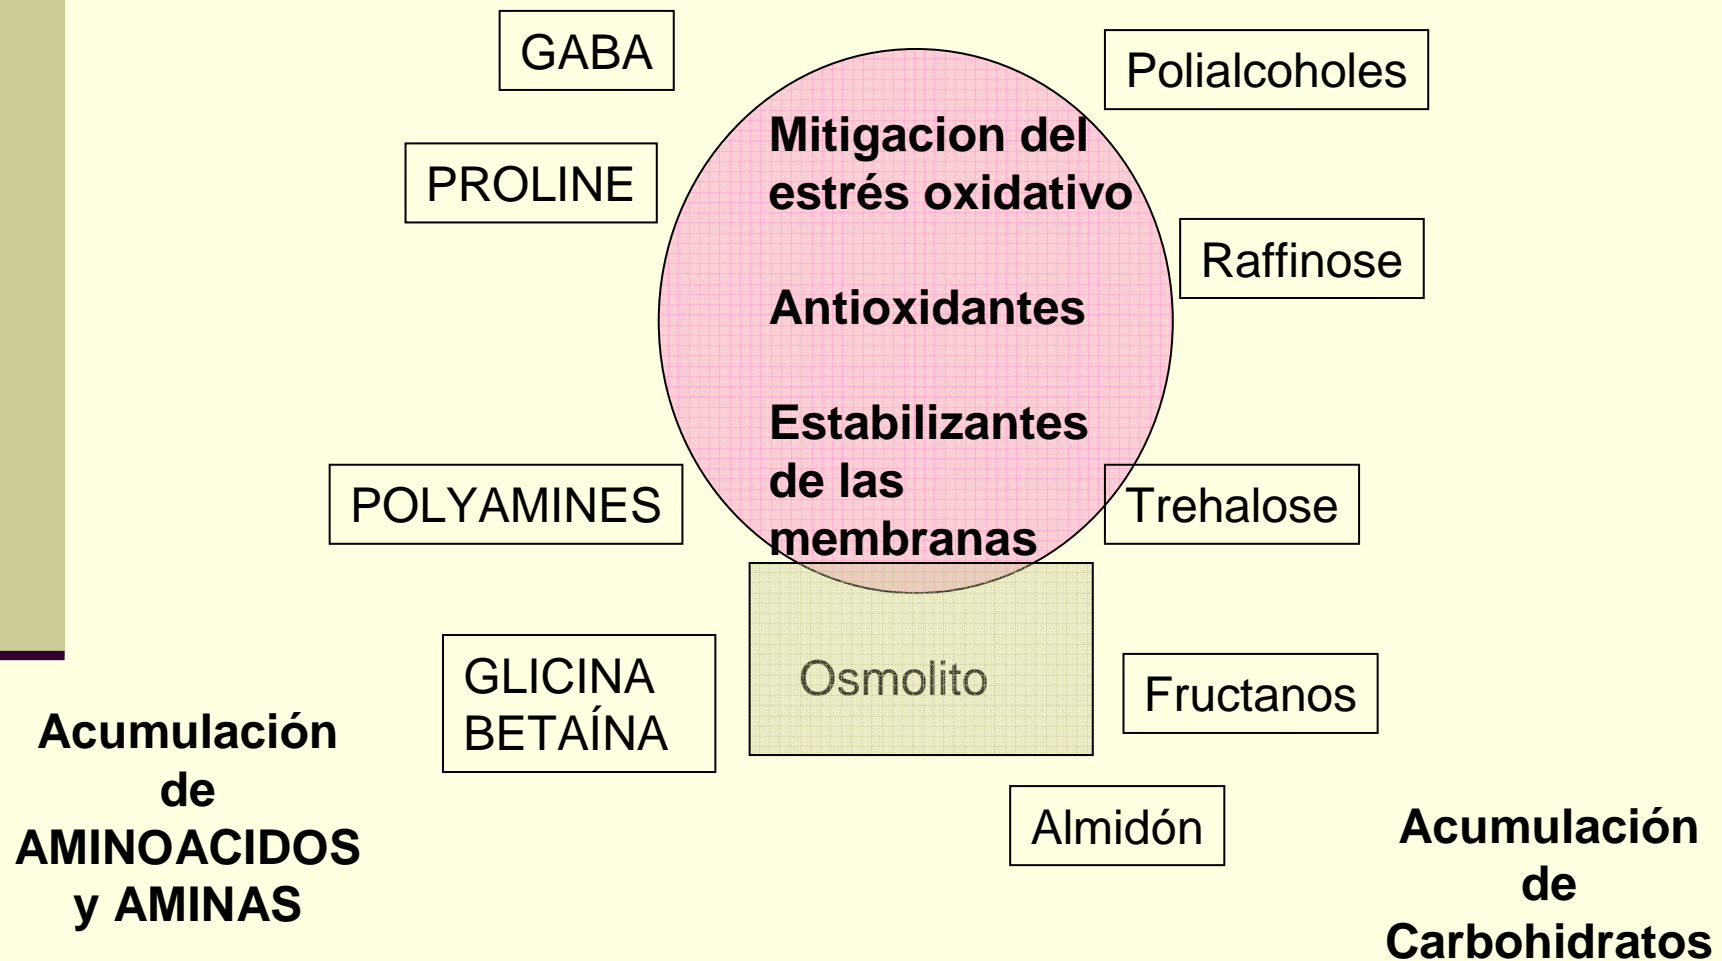 GABA
Polialcoholes
Mitigacion del
estrés oxidativo
PROLINE
Raffinose
Antioxidantes
Estabilizantes
de las
membranas
POLYAMINES
Trehalose
GLICINA
BETAÍNA
Osmolito
Fructanos
Acumulación
de
AMINOACIDOS
y AMINAS
Almidón
Acumulación
de
Carbohidratos